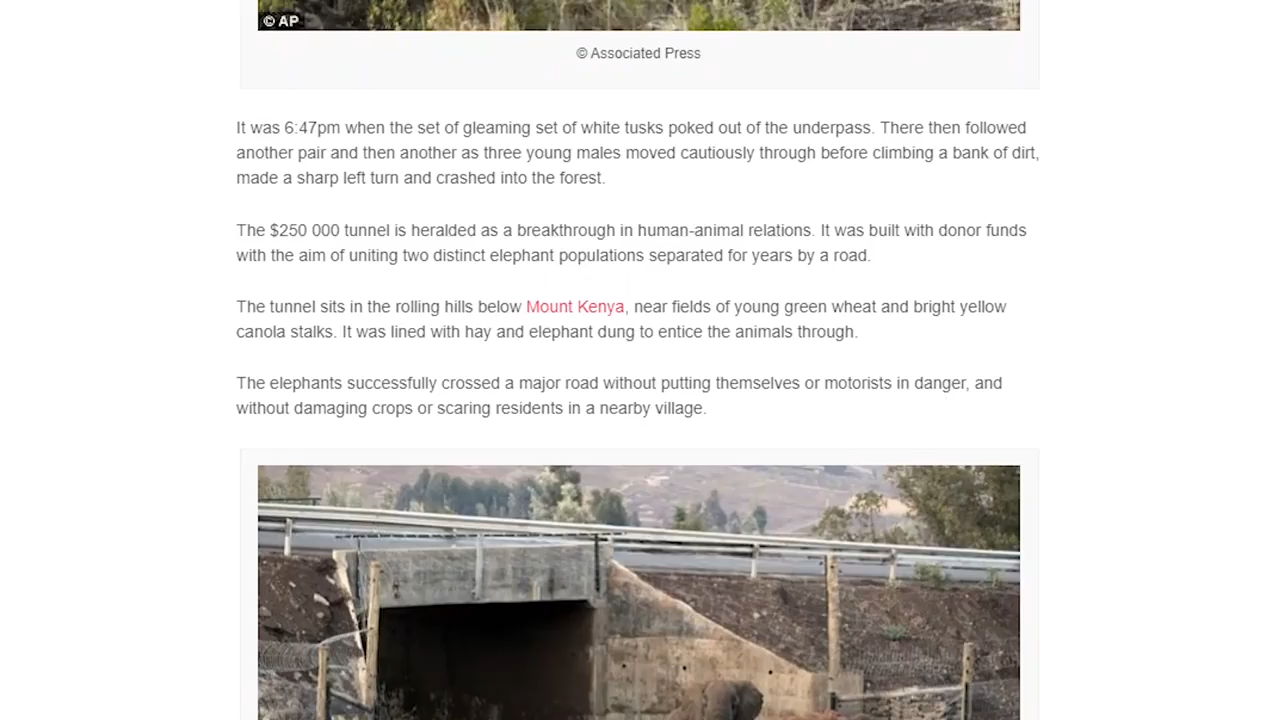 © AP
© Associated Press
It was 6:47pm when the set of gleaming set of white tusks poked out of the underpass. There then followed
another pair and then another as three young males moved cautiously through before climbing a bank of dirt,
made a sharp left turn and crashed into the forest.
The $250 000 tunnel is heralded as a breakthrough in human-animal relations. It was built with donor funds
with the aim of uniting two distinct elephant populations separated for years by a road.
The tunnel sits in the rolling hills below Mount Kenya, near fields of young green wheat and bright yellow
canola stalks. It was lined with hay and elephant dung to entice the animals through.
The elephants successfully crossed a major road without putting themselves or motorists in danger, and
without damaging crops or scaring residents in a nearby village.